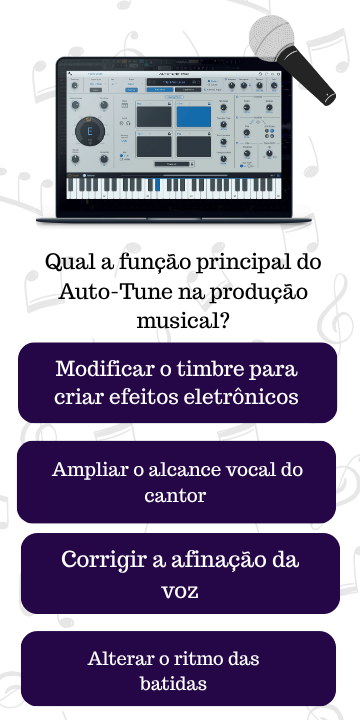 Qual a função principal do
Auto-Tune na produção
musical?
Modificar o timbre para
criar efeitos eletrônicos
Ampliar o alcance vocal do
cantor
Corrigir a afinação da
voz
Alterar o ritmo das
batidas